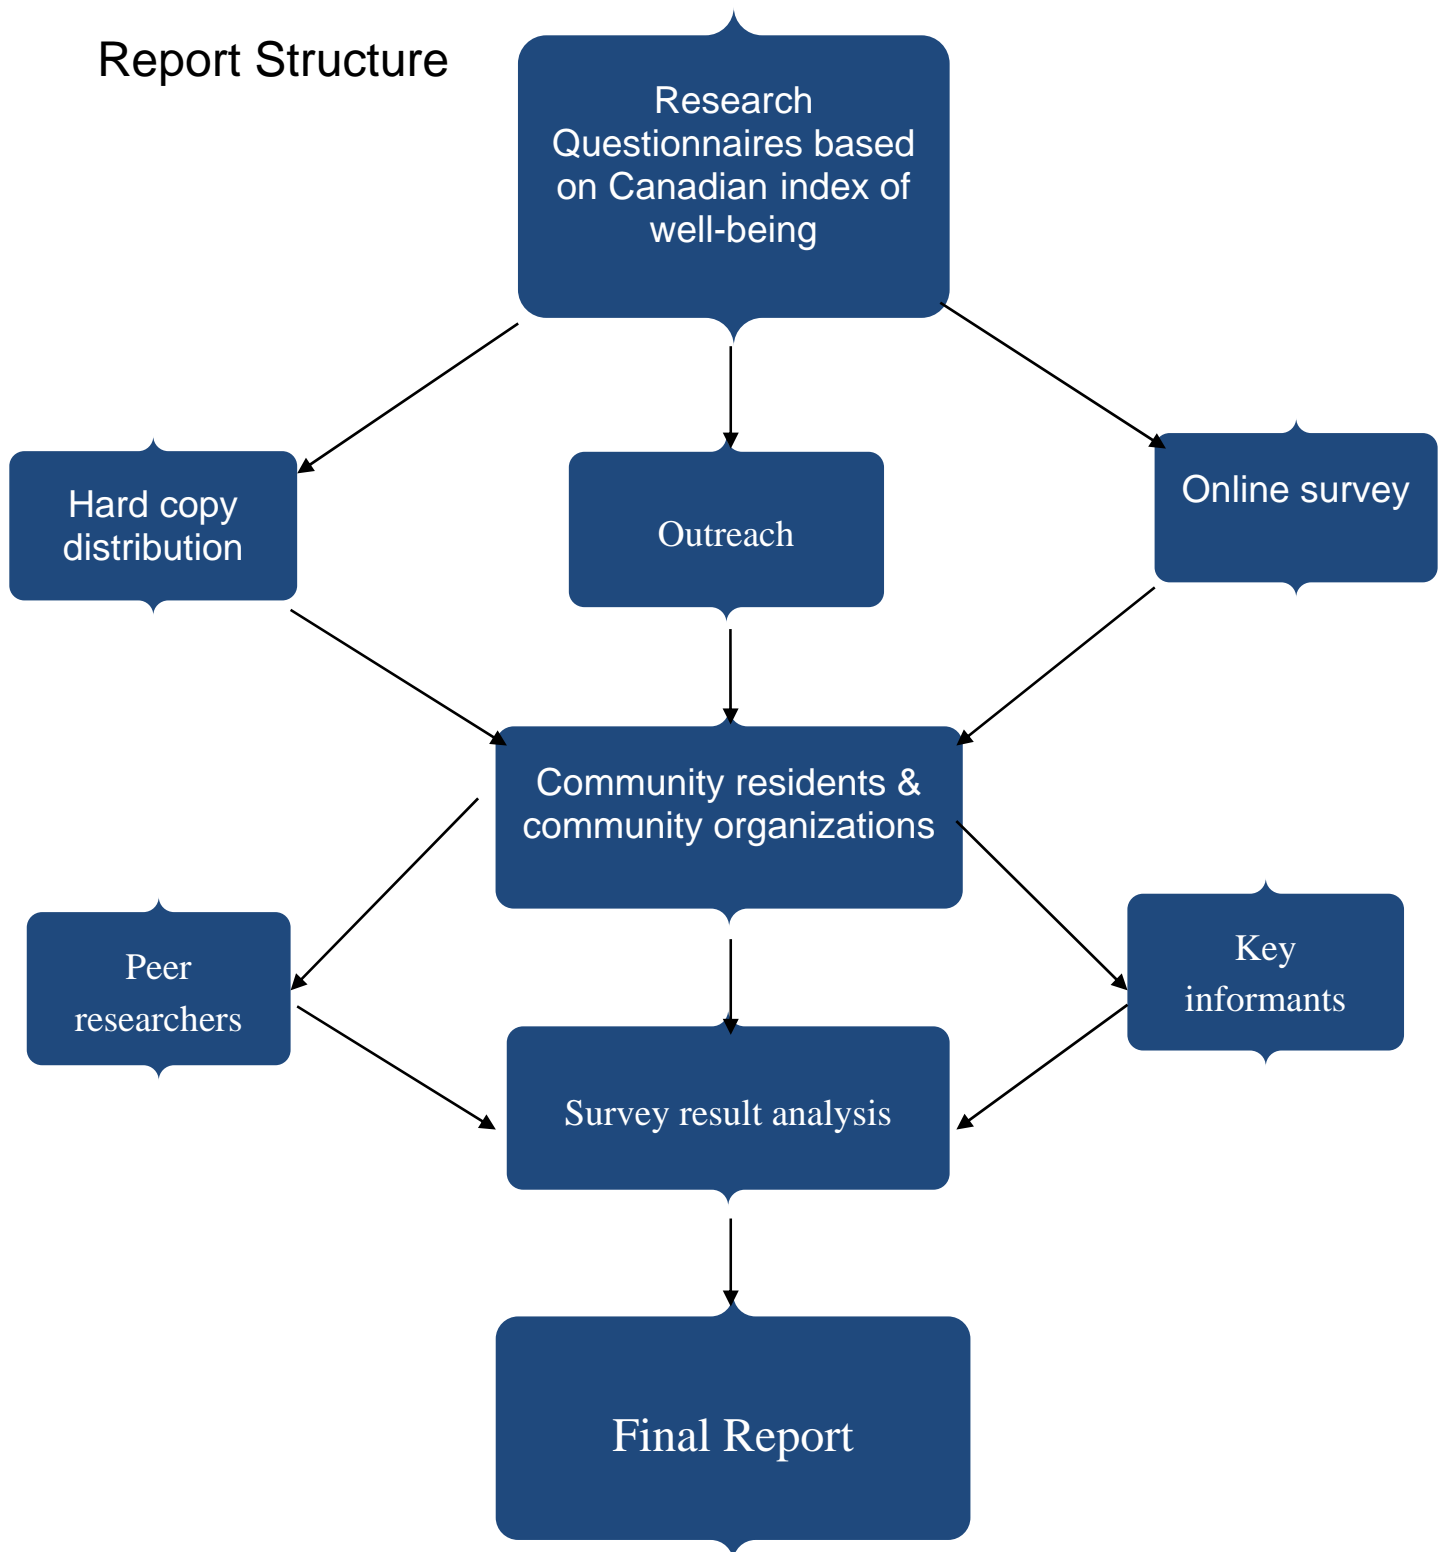 Report Structure
Research
Questionnaires based
on Canadian index of
well-being
Hard copy
distribution
Outreach
Online survey
Community residents &
community organizations
Peer
researchers
Key
informants
Survey result analysis
Final Report